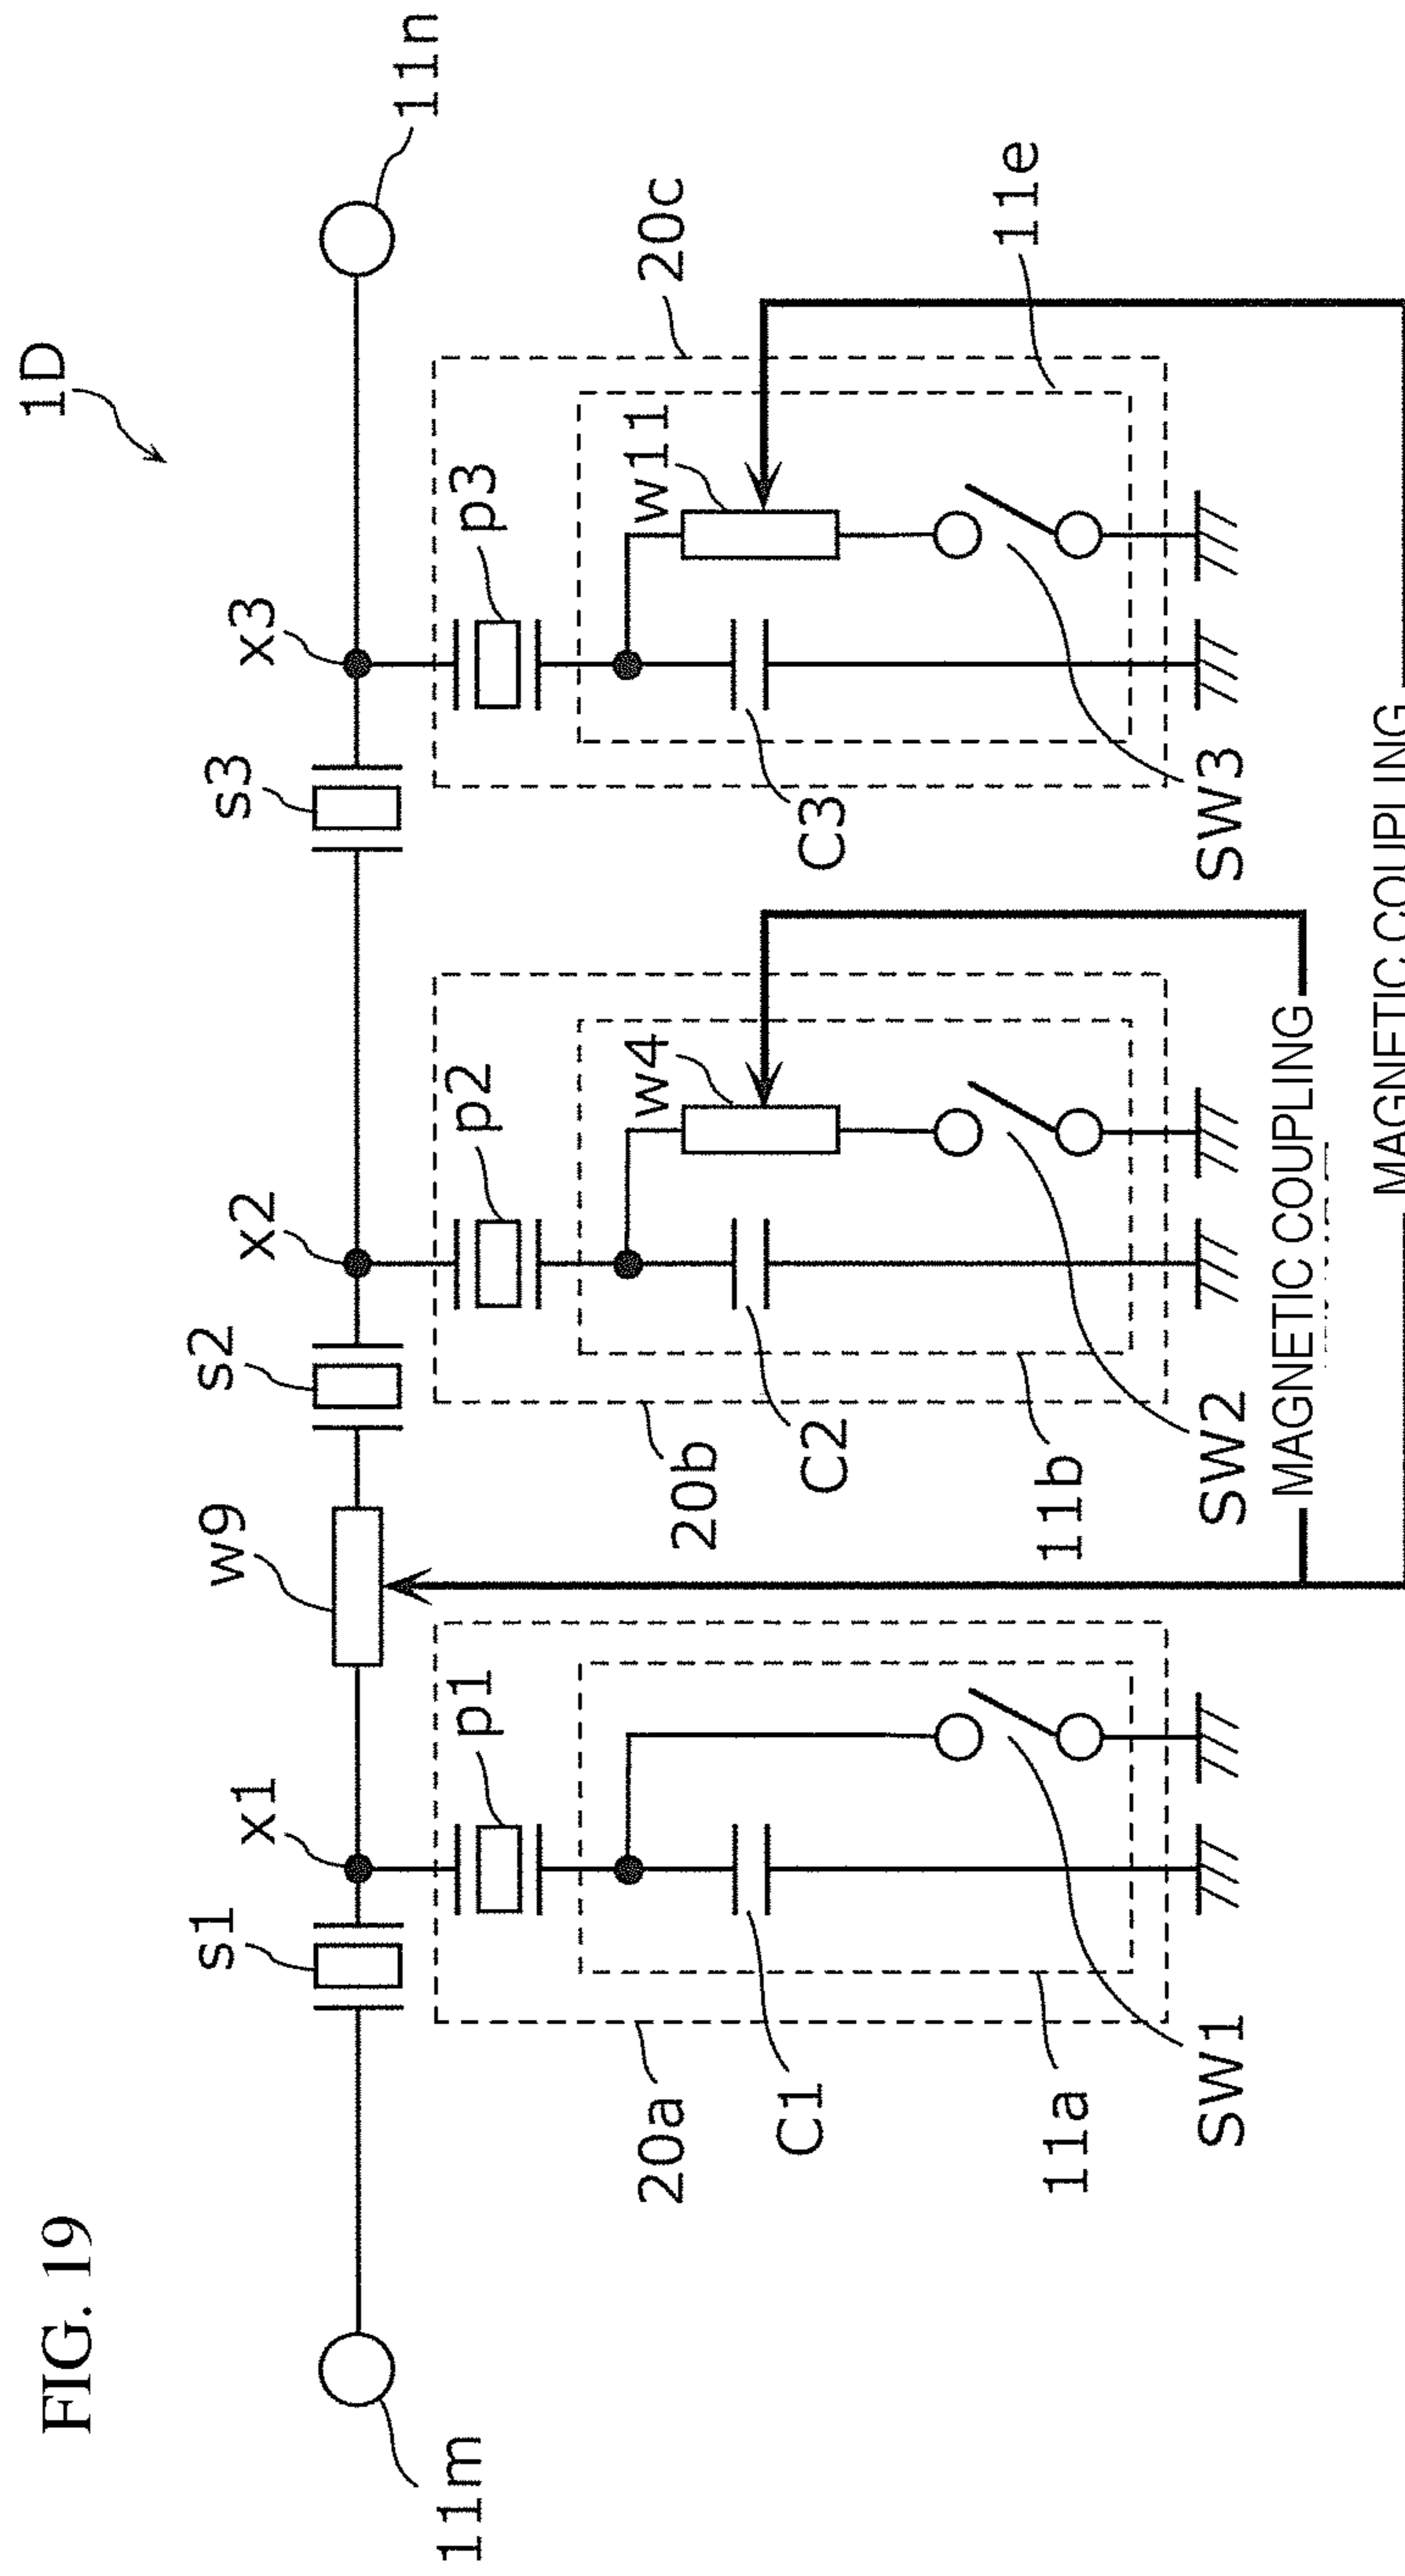 FIG. 19
1D
s1
x1
w9
s2
x2
s3
x3
11m
11n
p1
p2
p3
20a
20b
20c
w4
w11
C1
C2
C3
11a
11b
11e
SW1
SW2
SW3
MAGNETIC COUPLING
MAGNETIC COUPLING